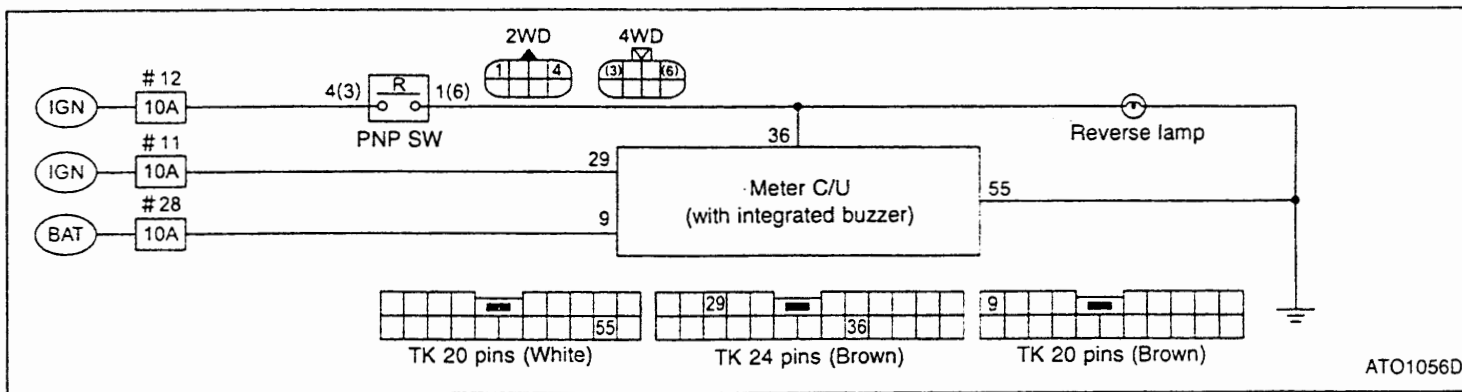 2WD 4WD
1 4 (3) (6)
#12
IGN 10A 4(3) R 1(6)
PNP SW
36 Reverse lamp
#11
IGN 10A 29
Meter C/U
(with integrated buzzer)
55
#28
BAT 10A 9
29 9
55 36
TK 20 pins (White) TK 24 pins (Brown) TK 20 pins (Brown)
ATO1056D